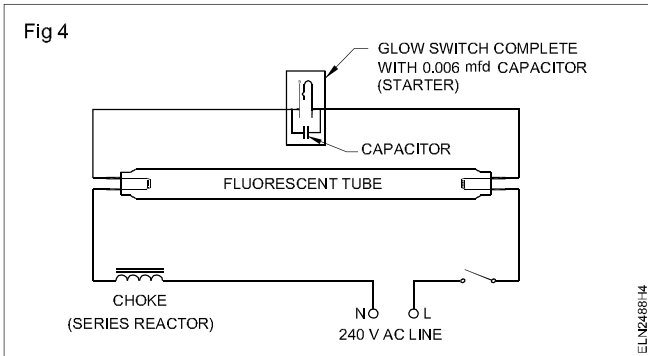 Fig 4
GLOW SWITCH COMPLETE
WITH 0.006 mfd CAPACITOR
(STARTER)
CAPACITOR
FLUORESCENT TUBE
CHOKE
(SERIES REACTOR)
N L
240 V AC LINE
ELN2488H4